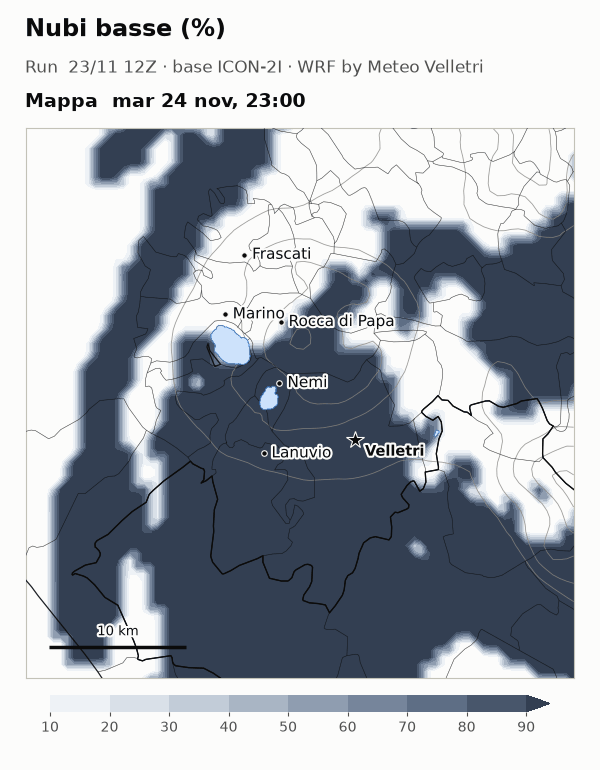 Nubi basse (%)
Run  23/11 12Z · base ICON-2I · WRF by Meteo Velletri
Mappa  mar 24 nov, 23:00
Frascati
Marino
Rocca di Papa
Nemi
Velletri
Lanuvio
10 km
10 20 30 40 50 60 70 80 90